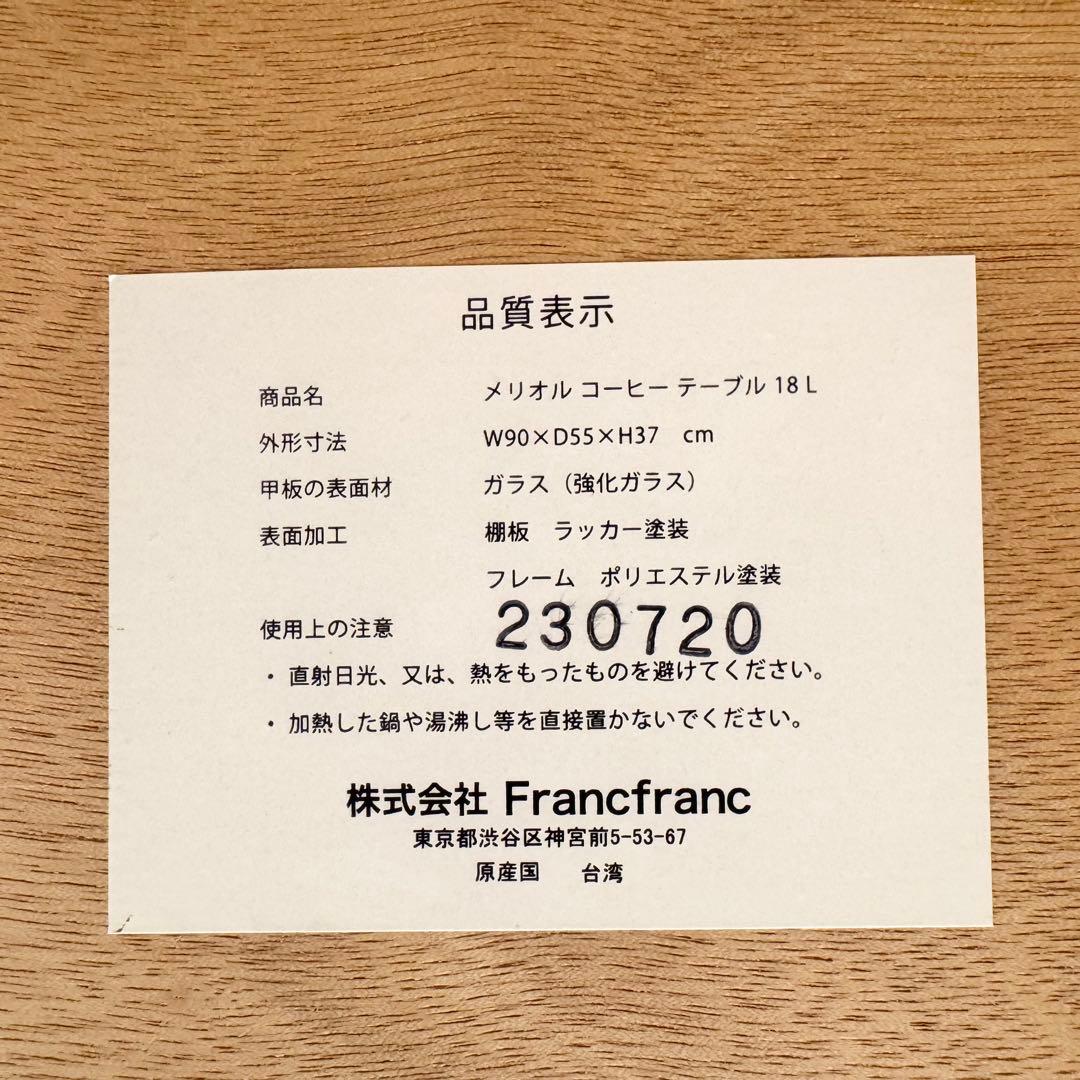 品質表示
商品名 メリオル コーヒー テーブル 18 L
外形寸法 W90×D55×H37 cm
甲板の表面材 ガラス（強化ガラス）
表面加工 棚板 ラッカー塗装
フレーム ポリエステル塗装
使用上の注意 230720
・直射日光、又は、熱をもったものを避けてください。
・加熱した鍋や湯沸し等を直接置かないでください。
株式会社 Francfranc
東京都渋谷区神宮前5-53-67
原産国 台湾